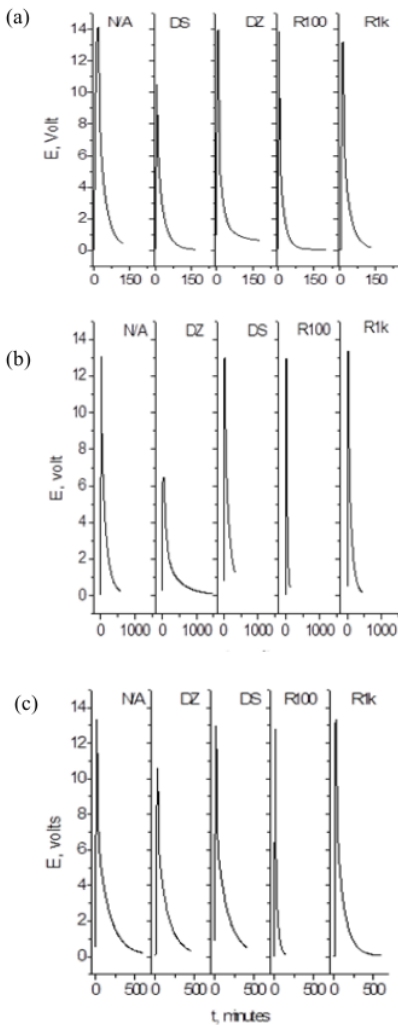 (a)
N/A DS DZ R100 R1k
14
12
10
8
6
4
2
0
E, Volt
0 150 0 150 0 150 0 150 0 150
(b)
N/A DZ DS R100 R1k
14
12
10
8
6
4
2
0
E, volt
0 1000 0 1000 0 1000 0 1000 0 1000
(c)
N/A DZ DS R100 R1k
14
12
10
8
6
4
2
0
E, volts
0 500 0 500 0 500 0 500 0 500
t, minutes